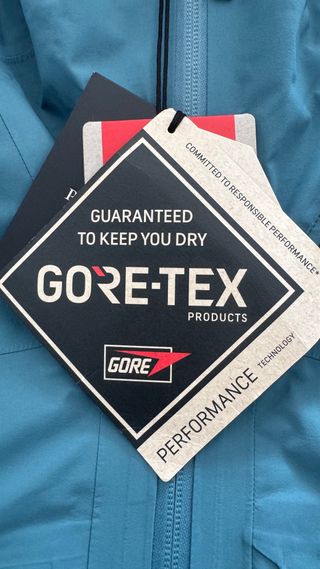 GUARANTEED
TO KEEP YOU DRY
GORE-TEX
PRODUCTS
GORE
COMMITTED TO RESPONSIBLE PERFORMANCE*
PERFORMANCE TECHNOLOGY